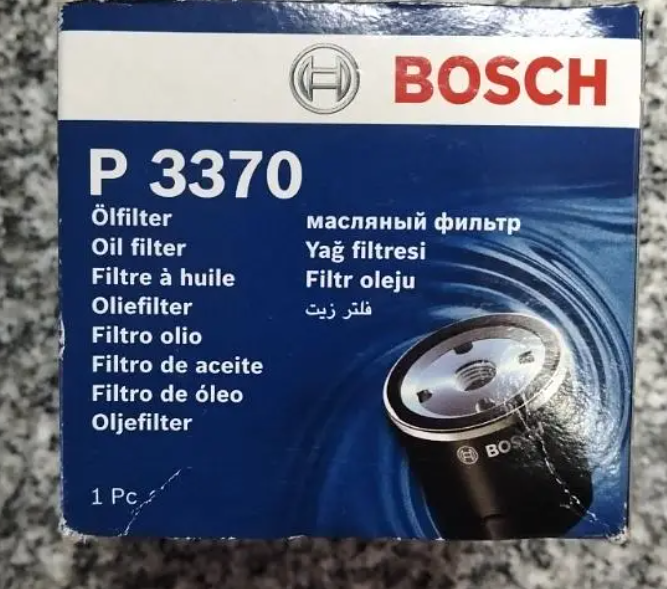 BOSCH
P 3370
Ölfilter
Oil filter
Filtre à huile
Oliefilter
Filtro olio
Filtro de aceite
Filtro de óleo
Oljefilter
масляный фильтр
Yağ filtresi
Filtr oleju
فلتر زيت
BOSCH
1 Pc